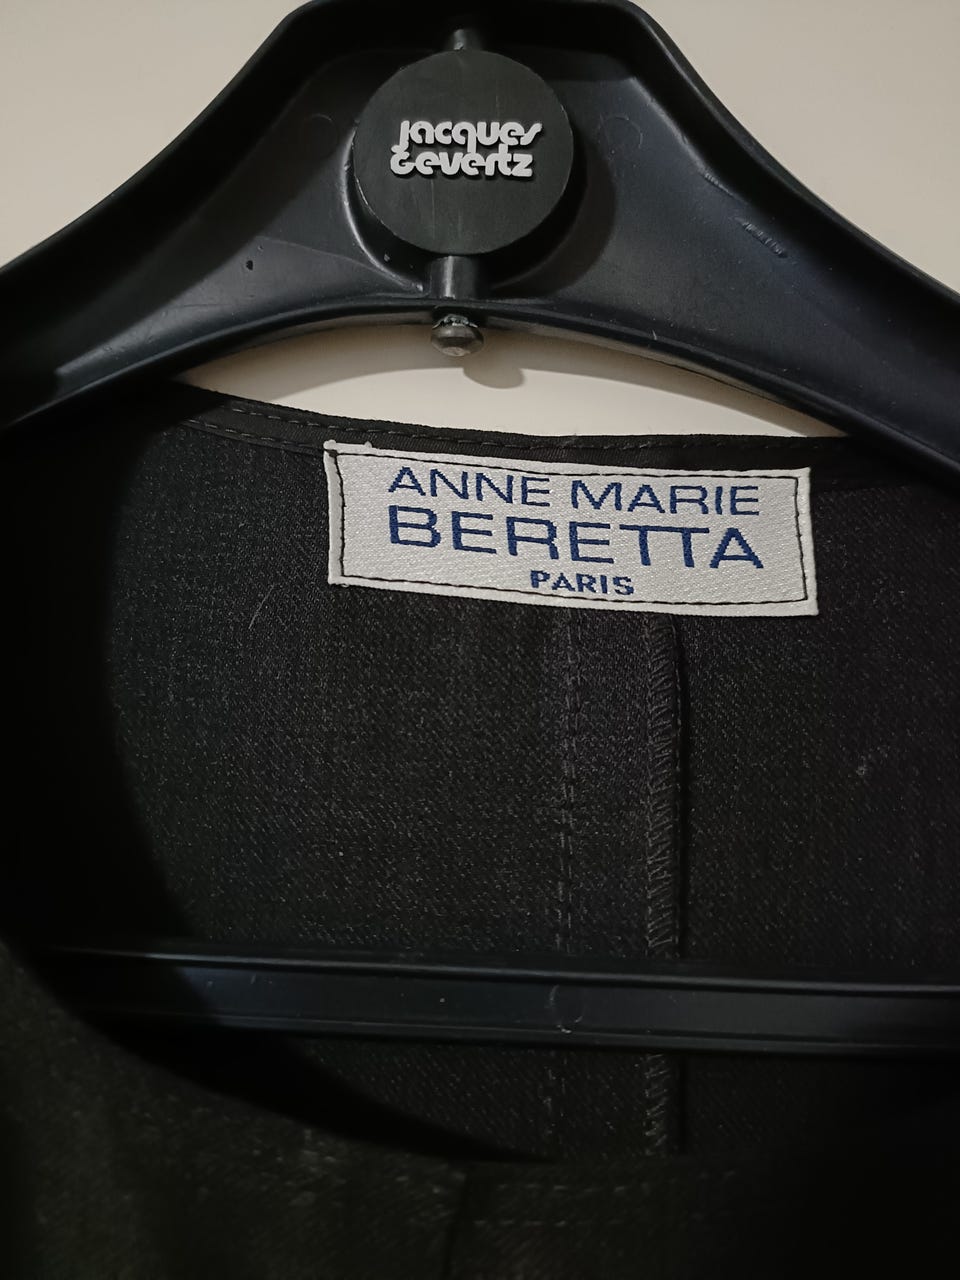 Jacques
&evertz
ANNE MARIE
BERETTA
PARIS